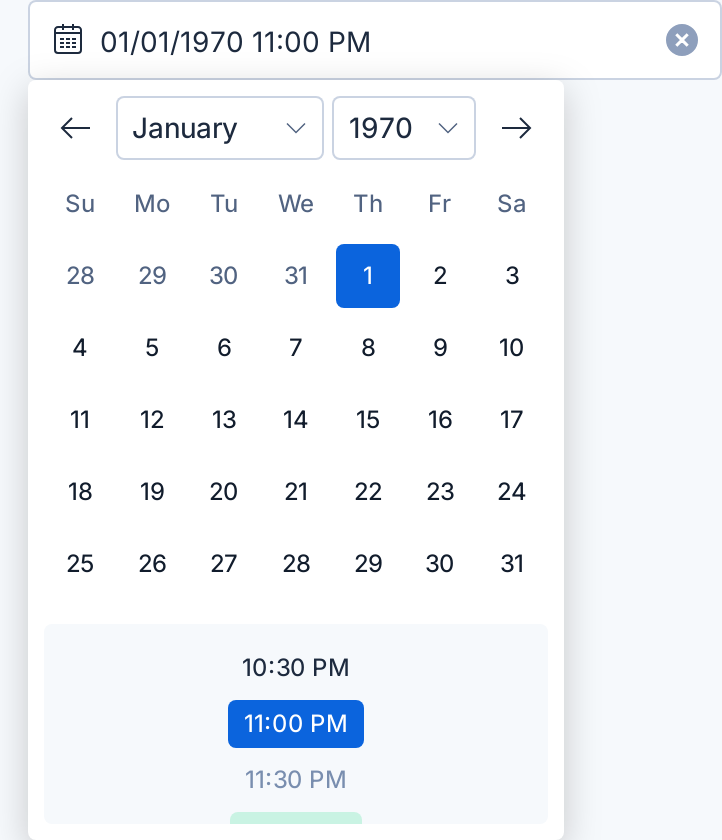 01/01/1970 11:00 PM
January 1970
Su Mo Tu We Th Fr Sa
28 29 30 31 1 2 3
4 5 6 7 8 9 10
11 12 13 14 15 16 17
18 19 20 21 22 23 24
25 26 27 28 29 30 31
10:30 PM
11:00 PM
11:30 PM